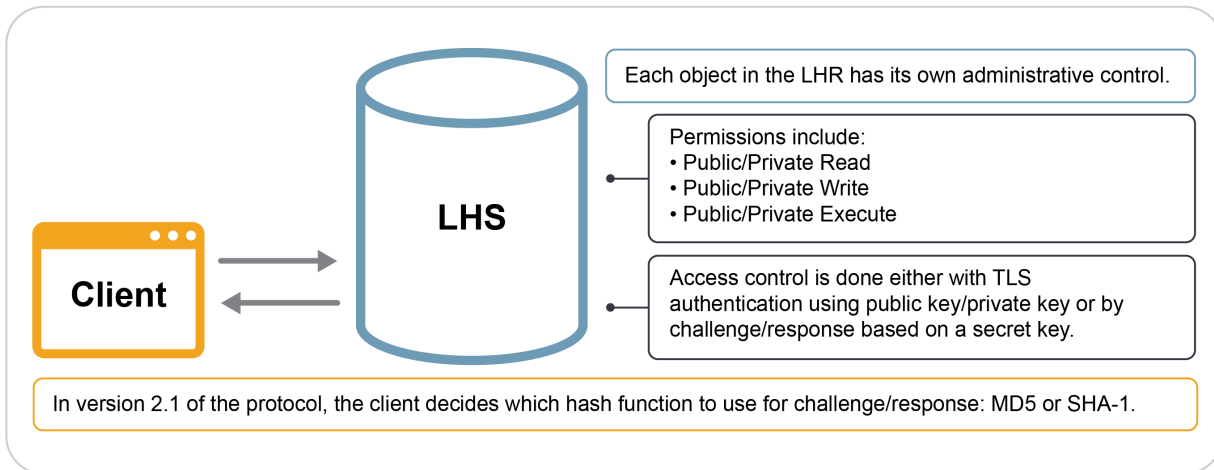 Each object in the LHR has its own administrative control.
Permissions include:
• Public/Private Read
• Public/Private Write
• Public/Private Execute
LHS
Client
Access control is done either with TLS
authentication using public key/private key or by
challenge/response based on a secret key.
In version 2.1 of the protocol, the client decides which hash function to use for challenge/response: MD5 or SHA-1.